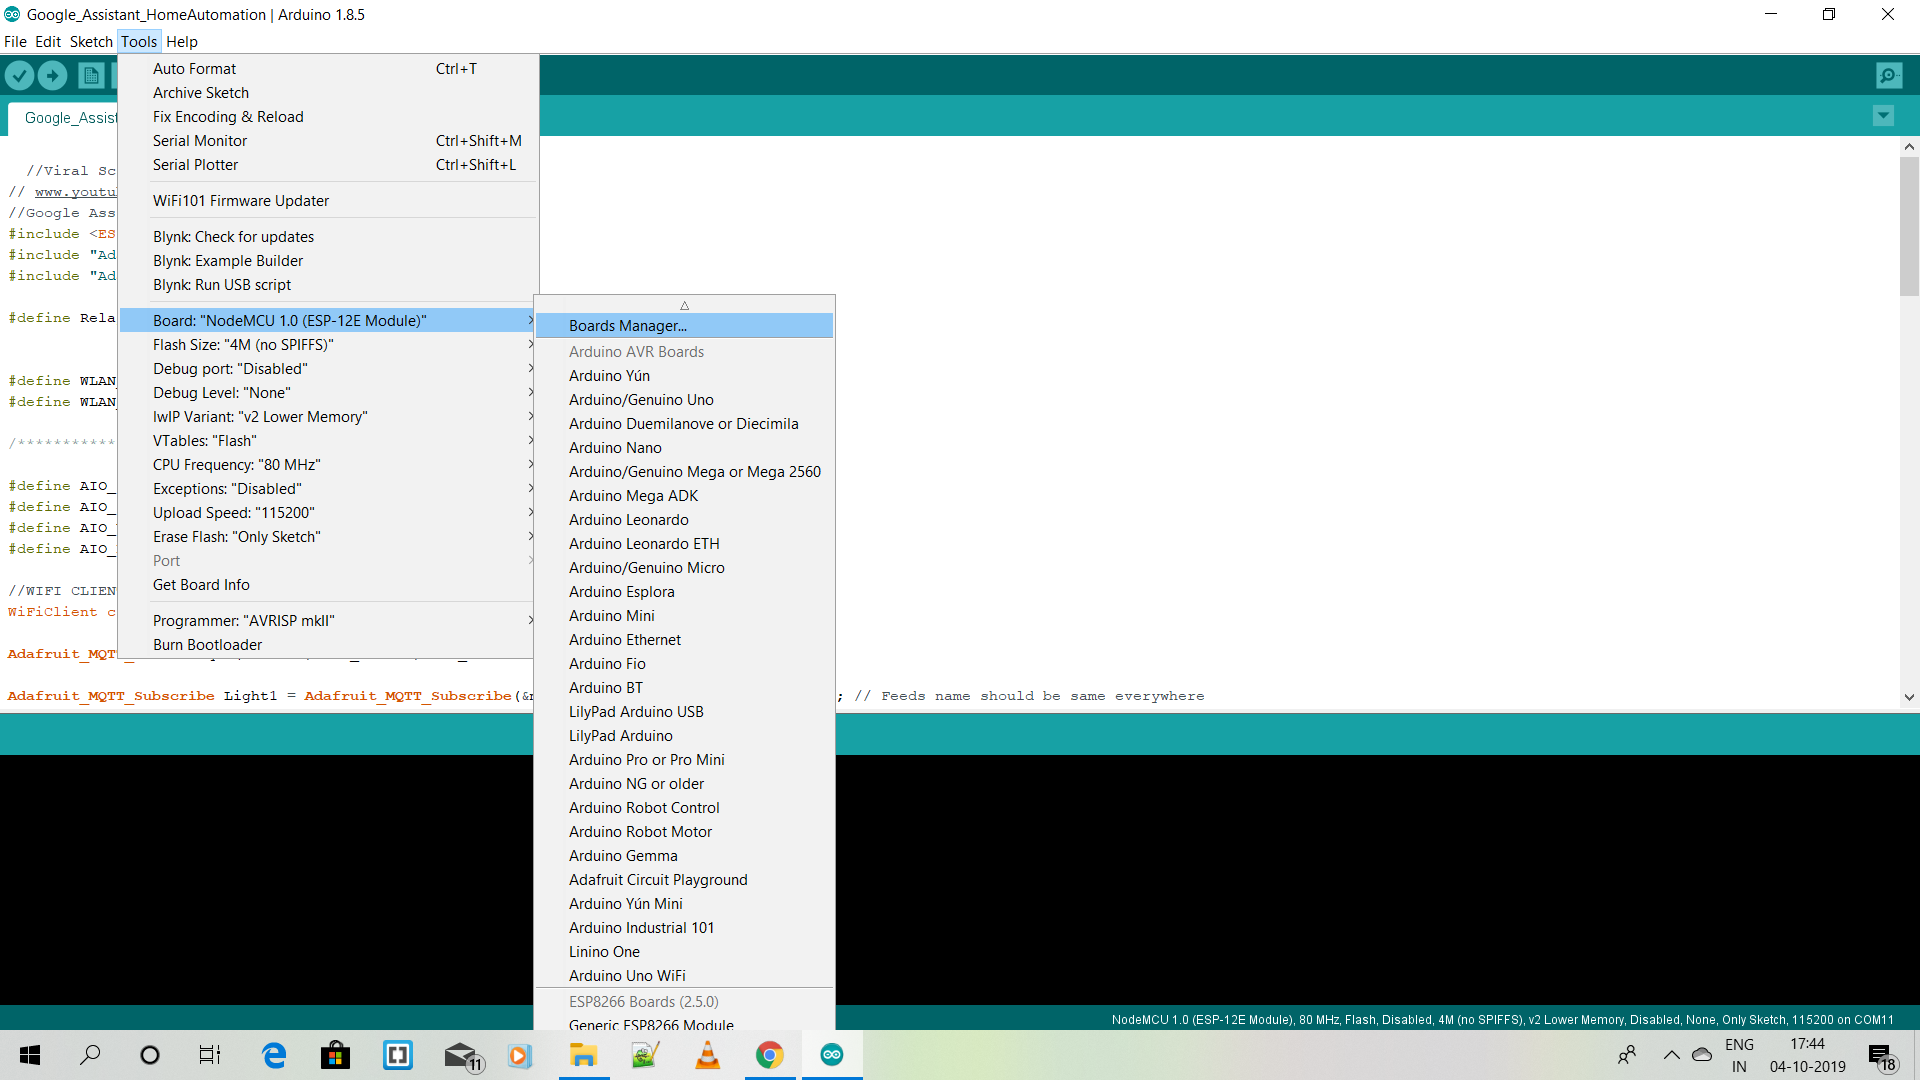 Google_Assistant_HomeAutomation | Arduino 1.8.5
File Edit Sketch Tools Help
Google_Assist
Auto Format Ctrl+T
Archive Sketch
Fix Encoding & Reload
Serial Monitor Ctrl+Shift+M
Serial Plotter Ctrl+Shift+L
WiFi101 Firmware Updater
Blynk: Check for updates
Blynk: Example Builder
Blynk: Run USB script
Board: "NodeMCU 1.0 (ESP-12E Module)"
Flash Size: "4M (no SPIFFS)"
Debug port: "Disabled"
Debug Level: "None"
IwIP Variant: "v2 Lower Memory"
VTables: "Flash"
CPU Frequency: "80 MHz"
Exceptions: "Disabled"
Upload Speed: "115200"
Erase Flash: "Only Sketch"
Port
Get Board Info
Programmer: "AVRISP mkII"
Burn Bootloader
Boards Manager...
Arduino AVR Boards
Arduino Yún
Arduino/Genuino Uno
Arduino Duemilanove or Diecimila
Arduino Nano
Arduino/Genuino Mega or Mega 2560
Arduino Mega ADK
Arduino Leonardo
Arduino Leonardo ETH
Arduino/Genuino Micro
Arduino Esplora
Arduino Mini
Arduino Ethernet
Arduino Fio
Arduino BT
LilyPad Arduino USB
LilyPad Arduino
Arduino Pro or Pro Mini
Arduino NG or older
Arduino Robot Control
Arduino Robot Motor
Arduino Gemma
Adafruit Circuit Playground
Arduino Yún Mini
Arduino Industrial 101
Linino One
Arduino Uno WiFi
ESP8266 Boards (2.5.0)
Generic ESP8266 Module
//Viral Sc
// www.youtu
//Google Ass
#include <ES
#include "Ad
#include "Ad
#define Rela
#define WLAN_
#define WLAN_
/***********
#define AIO_
#define AIO_
#define AIO_
#define AIO_
//WIFI CLIEN
WiFiClient c
Adafruit_MQT
Adafruit_MQTT_Subscribe Light1 = Adafruit_MQTT_Subscribe(& ; // Feeds name should be same everywhere
NodeMCU 1.0 (ESP-12E Module), 80 MHz, Flash, Disabled, 4M (no SPIFFS), v2 Lower Memory, Disabled, None, Only Sketch, 115200 on COM11
11
ENG
IN
17:44
04-10-2019
18